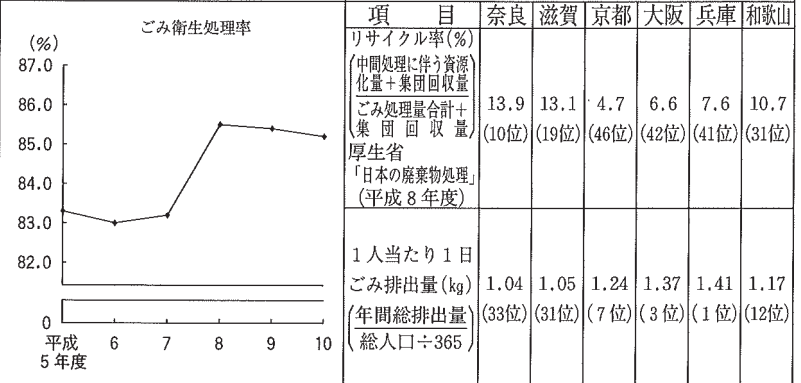 ごみ衛生処理率
(%)
87.0
86.0
85.0
84.0
83.0
82.0
0
平成
5年度
6
7
8
9
10
項 目 奈良 滋賀 京都 大阪 兵庫 和歌山
リサイクル率(%)
中間処理に伴う資源
化量+集団回収量
ごみ処理量合計+
集団回収量
13.9 13.1 4.7 6.6 7.6 10.7
(10位) (19位) (46位) (42位) (41位) (31位)
厚生省
「日本の廃棄物処理」
(平成8年度)
1人当たり1日
ごみ排出量(kg) 1.04 1.05 1.24 1.37 1.41 1.17
(33位) (31位) (7位) (3位) (1位) (12位)
年間総排出量
総人口÷365